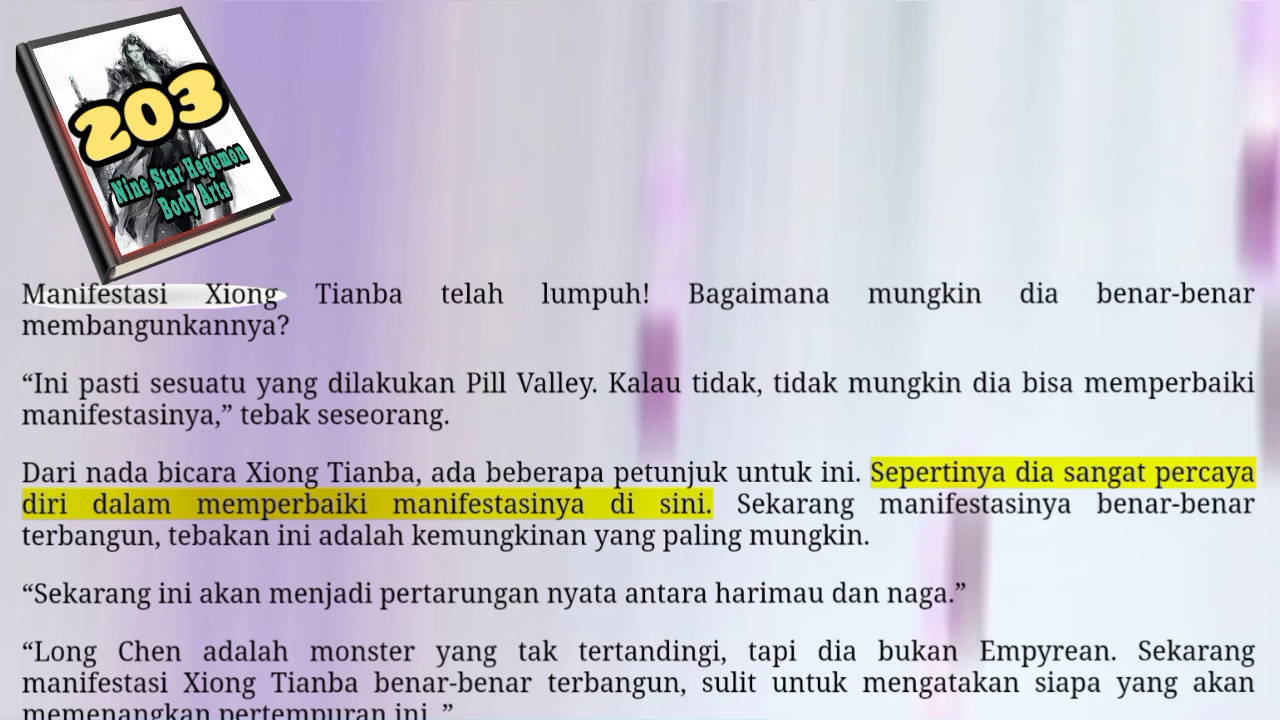 203
Nine Star Hegemon
Body Arts
Manifestasi Xiong Tianba telah lumpuh! Bagaimana mungkin dia benar-benar
membangunkannya?
“Ini pasti sesuatu yang dilakukan Pill Valley. Kalau tidak, tidak mungkin dia bisa memperbaiki
manifestasinya,” tebak seseorang.
Dari nada bicara Xiong Tianba, ada beberapa petunjuk untuk ini. Sepertinya dia sangat percaya
diri dalam memperbaiki manifestasinya di sini. Sekarang manifestasinya benar-benar
terbangun, tebakan ini adalah kemungkinan yang paling mungkin.
“Sekarang ini akan menjadi pertarungan nyata antara harimau dan naga.”
“Long Chen adalah monster yang tak tertandingi, tapi dia bukan Empyrean. Sekarang
manifestasi Xiong Tianba benar-benar terbangun, sulit untuk mengatakan siapa yang akan
memenangkan pertempuran ini. ”